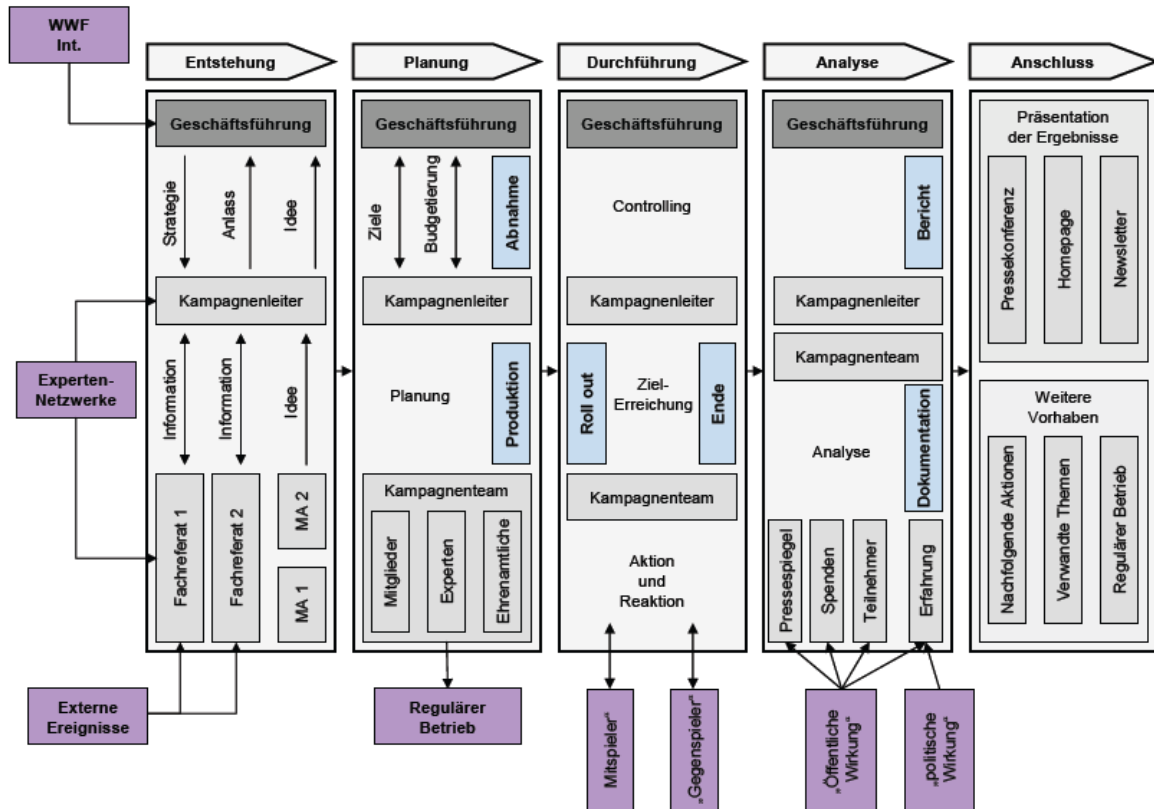 WWF
Int.
Entstehung
Planung
Durchführung
Analyse
Anschluss
Geschäftsführung
Strategie
Anlass
Idee
Kampagnenleiter
Information
Information
Idee
Fachreferat 1
Fachreferat 2
MA 2
MA 1
Experten-
Netzwerke
Externe
Ereignisse
Geschäftsführung
Ziele
Budgetierung
Abnahme
Kampagnenleiter
Planung
Produktion
Kampagnenteam
Mitglieder
Experten
Ehrenamtliche
Regulärer
Betrieb
Geschäftsführung
Controlling
Kampagnenleiter
Roll out
Ziel-
Erreichung
Ende
Kampagnenteam
Aktion
und
Reaktion
Mitspieler“
„Gegenspieler“
Geschäftsführung
Bericht
Kampagnenleiter
Kampagnenteam
Analyse
Dokumentation
Pressespiegel
Spenden
Teilnehmer
Erfahrung
„Öffentliche
Wirkung“
„politische
Wirkung“
Präsentation
der Ergebnisse
Pressekonferenz
Homepage
Newsletter
Weitere
Vorhaben
Nachfolgende Aktionen
Verwandte Themen
Regulärer Betrieb